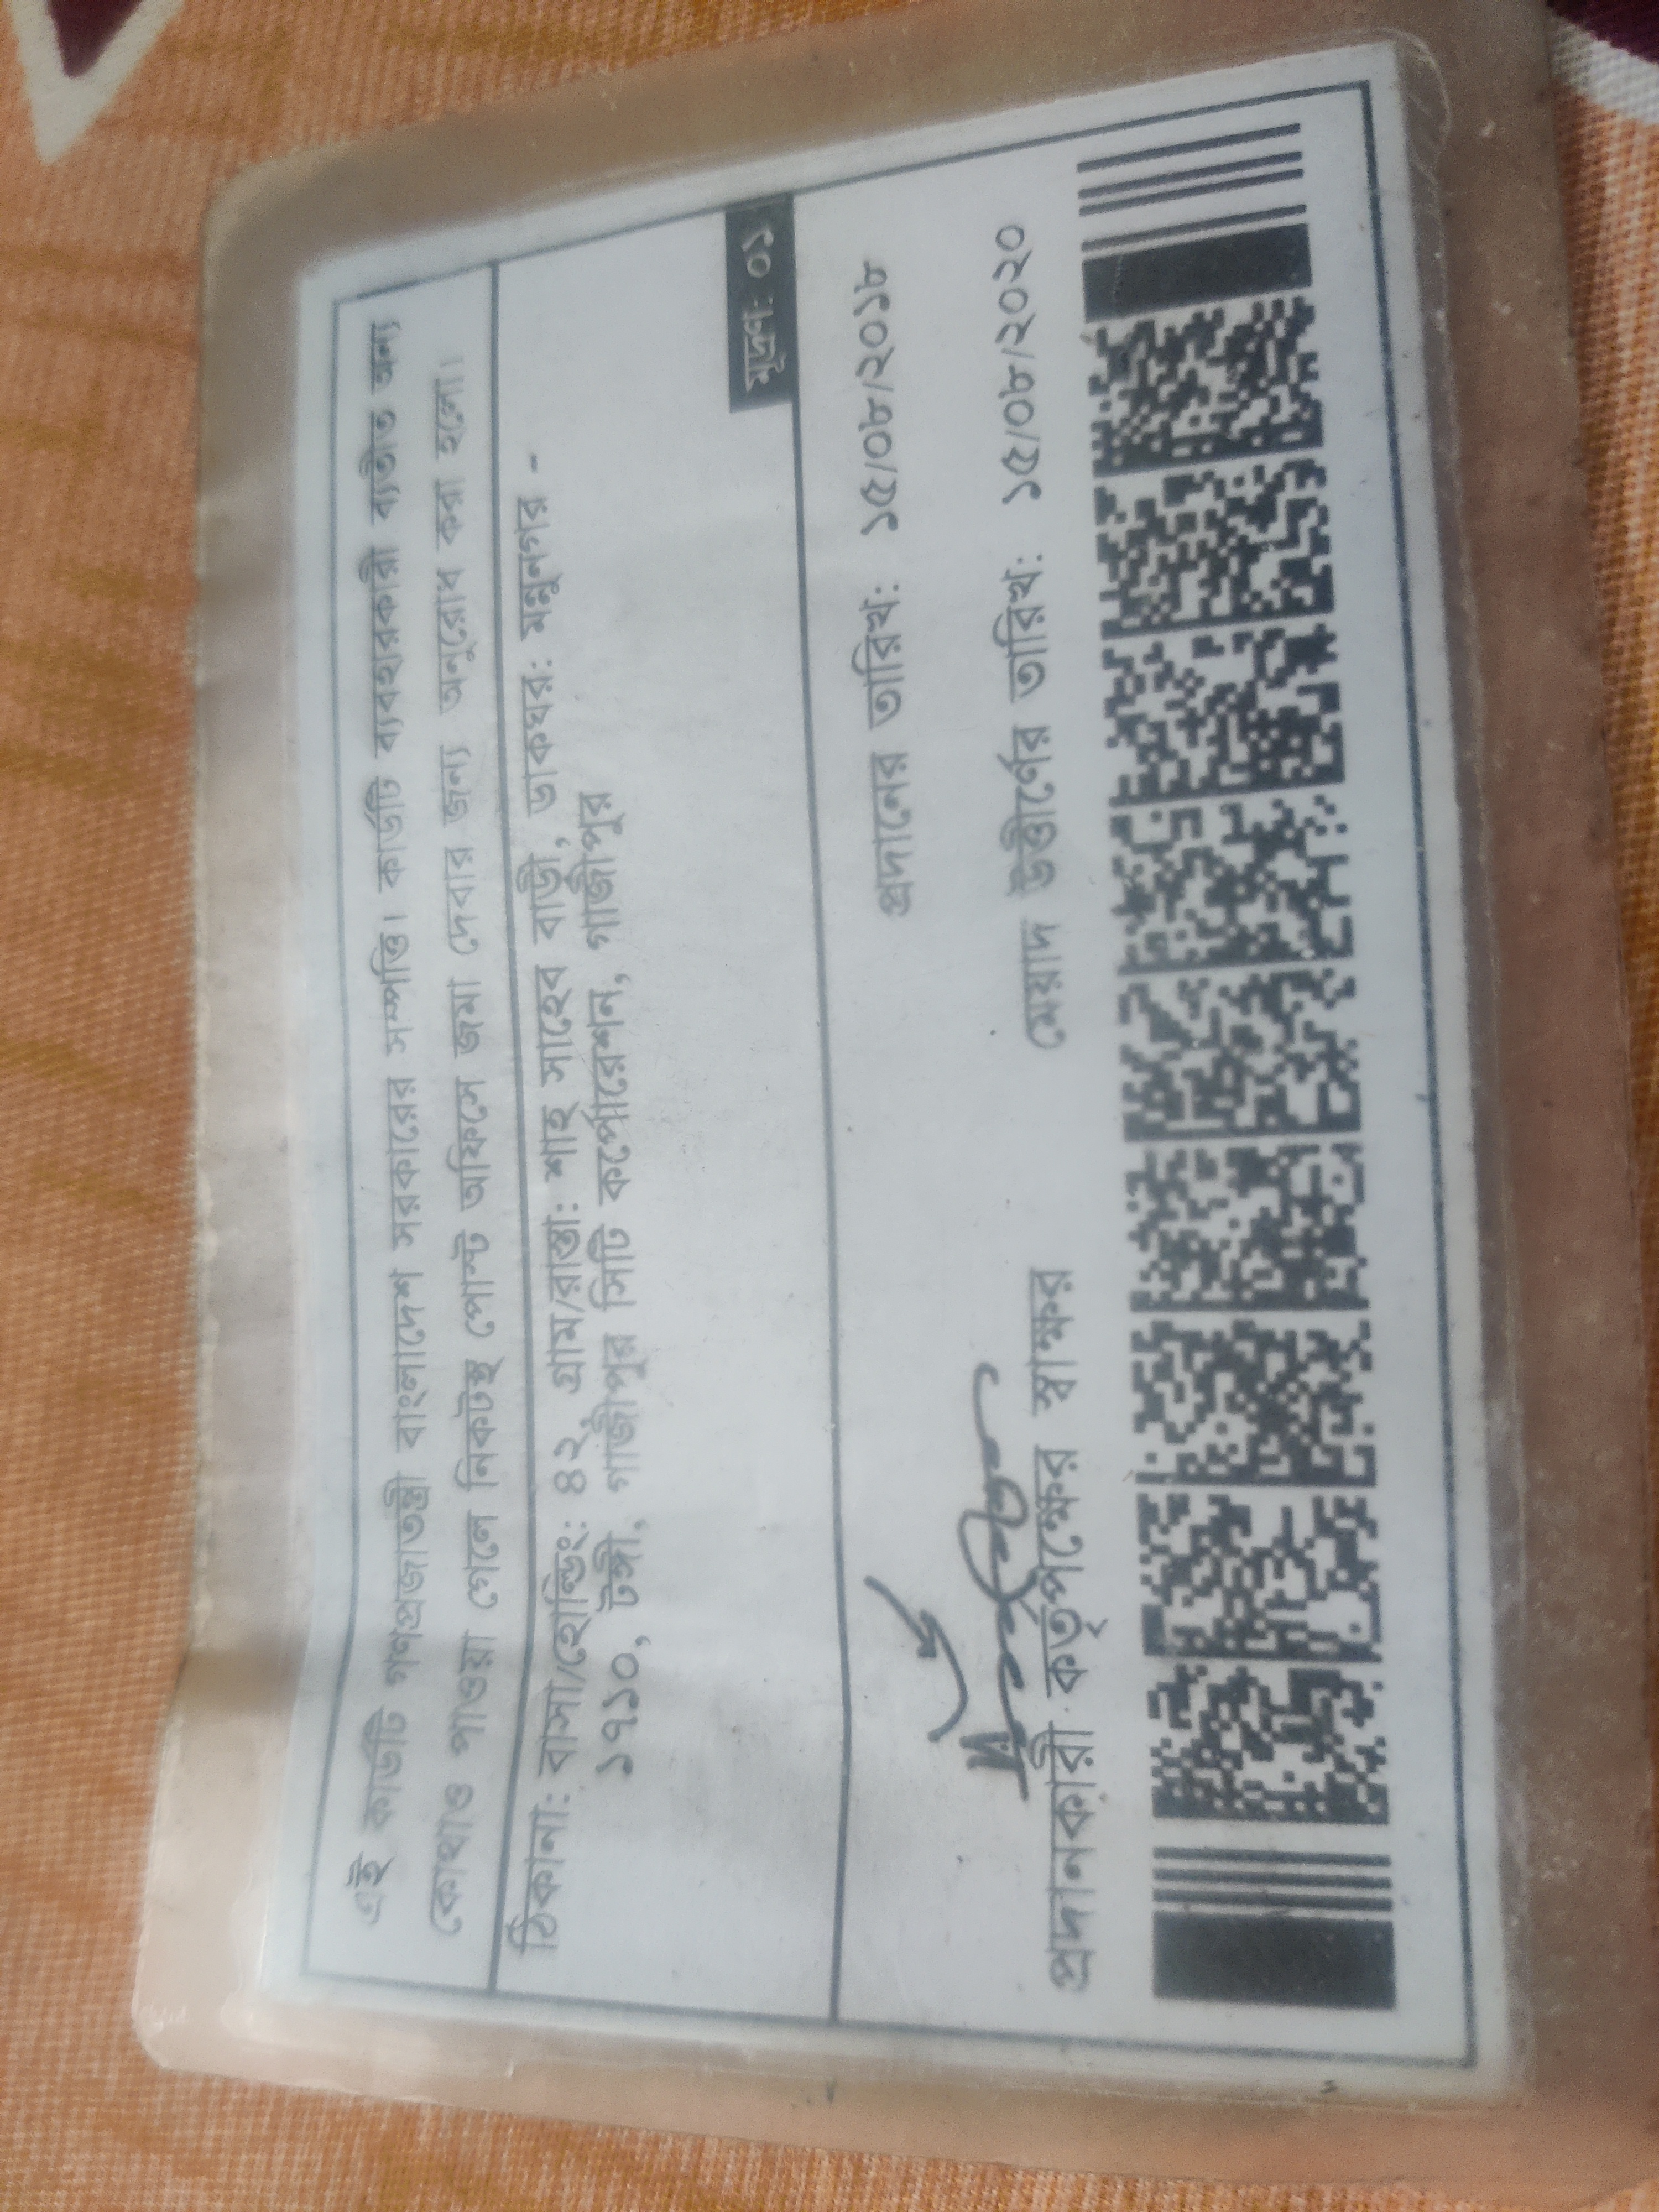 এই কার্ডটি গণপ্রজাতন্ত্রী বাংলাদেশ সরকারের সম্পত্তি। কার্ডটি ব্যবহারকারী ব্যতীত অন্য
কোথাও পাওয়া গেলে নিকটস্থ পোস্ট অফিসে জমা দেবার জন্য অনুরোধ করা হলো।
ঠিকানা: বাসা/হোল্ডিং: ৪২ গ্রাম/রাস্তা: শাহ সাহেব বাড়ী, ডাকঘর: মন্নুনগর -
১৭১০, টঙ্গী, গাজীপুর সিটি কর্পোরেশন, গাজীপুর
মুদ্রণ: ০১
প্রদানের তারিখ: ১৫/০৮/২০১৮
প্রদানকারী কর্তৃপক্ষের স্বাক্ষর মেয়াদ উত্তীর্ণের তারিখ: ১৫/০৮/২০২০